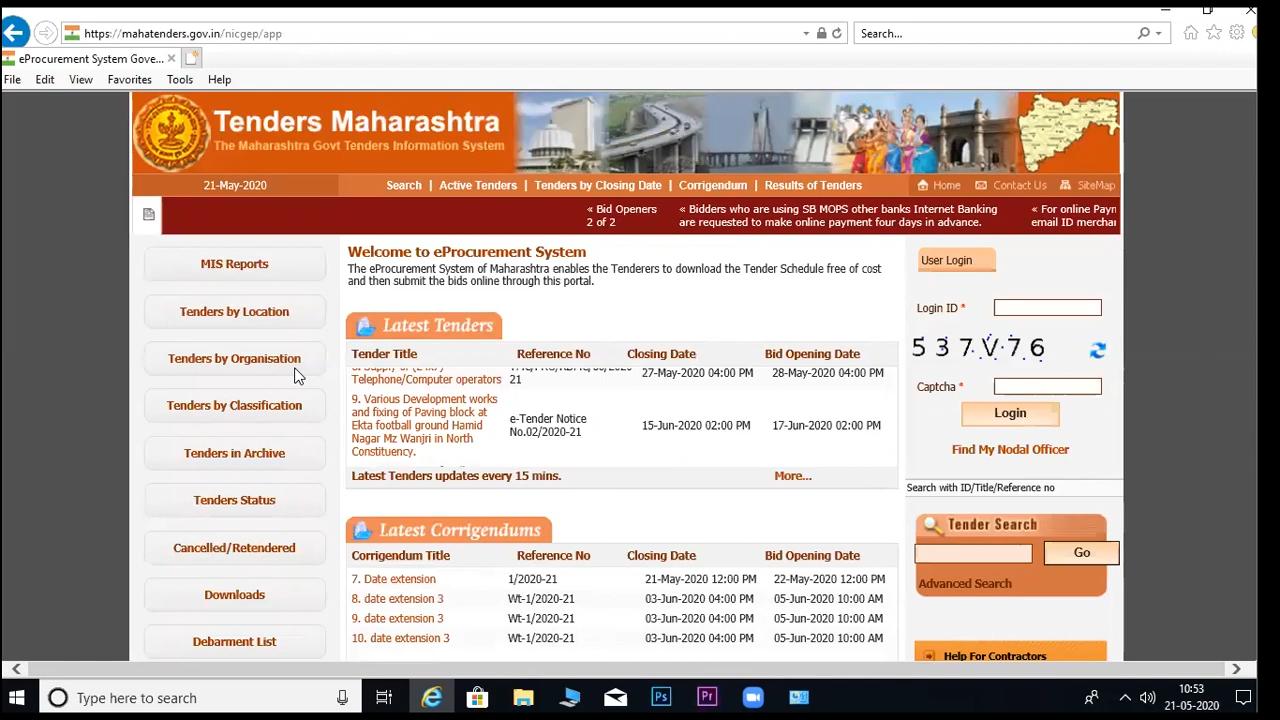 https://mahatenders.gov.in/nicgep/app
Search...
eProcurement System Gove...
File Edit View Favorites Tools Help
Tenders Maharashtra
The Maharashtra Govt Tenders Information System
21-May-2020
Search | Active Tenders | Tenders by Closing Date | Corrigendum | Results of Tenders
Home Contact Us SiteMap
« Bid Openers « Bidders who are using SB MOPS other banks Internet Banking « For online Payn
2 of 2 are requested to make online payment four days in advance. email ID merchan
MIS Reports
Tenders by Location
Tenders by Organisation
Tenders by Classification
Tenders in Archive
Tenders Status
Cancelled/Retendered
Downloads
Debarment List
Welcome to eProcurement System
The eProcurement System of Maharashtra enables the Tenderers to download the Tender Schedule free of cost
and then submit the bids online through this portal.
Latest Tenders
Tender Title Reference No Closing Date Bid Opening Date
Telephone/Computer operators 21 27-May-2020 04:00 PM 28-May-2020 04:00 PM
9. Various Development works
and fixing of Paving block at
Ekta football ground Hamid
Nagar Mz Wanjri in North
Constituency.
e-Tender Notice
No.02/2020-21
15-Jun-2020 02:00 PM 17-Jun-2020 02:00 PM
Latest Tenders updates every 15 mins. More...
Latest Corrigendums
Corrigendum Title Reference No Closing Date Bid Opening Date
7. Date extension 1/2020-21 21-May-2020 12:00 PM 22-May-2020 12:00 PM
8. date extension 3 Wt-1/2020-21 03-Jun-2020 04:00 PM 05-Jun-2020 10:00 AM
9. date extension 3 Wt-1/2020-21 03-Jun-2020 04:00 PM 05-Jun-2020 10:00 AM
10. date extension 3 Wt-1/2020-21 03-Jun-2020 04:00 PM 05-Jun-2020 10:00 AM
User Login
Login ID *
537V76
Captcha *
Login
Find My Nodal Officer
Search with ID/Title/Reference no
Tender Search
Go
Advanced Search
Help For Contractors
Type here to search
Ps Pr
10:53
21-05-2020